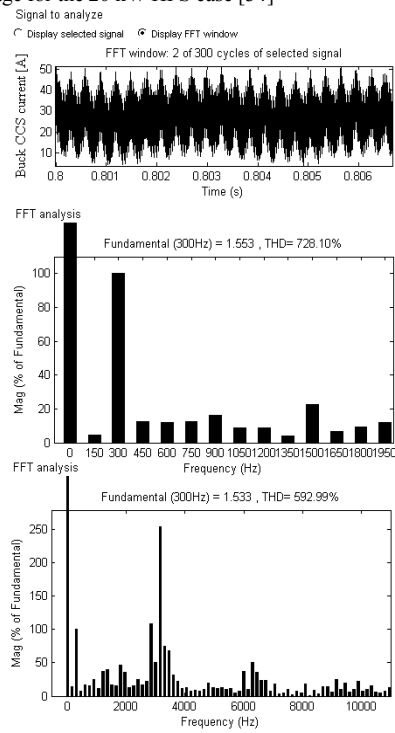 age for the 20 kW HPS case [34]
Signal to analyze
Display selected signal Display FFT window
FFT window: 2 of 300 cycles of selected signal
Buck CCS current [A]
50
40
30
20
10
0.8 0.801 0.802 0.803 0.804 0.805 0.806
Time (s)
FFT analysis
Fundamental (300Hz) = 1.553 , THD= 728.10%
Mag (% of Fundamental)
100
80
60
40
20
0
0 150 300 450 600 750 900 1050 1200 1350 1500 1650 1800 1950
Frequency (Hz)
FFT analysis
Fundamental (300Hz) = 1.533 , THD= 592.99%
Mag (% of Fundamental)
250
200
150
100
50
0
0 2000 4000 6000 8000 10000
Frequency (Hz)